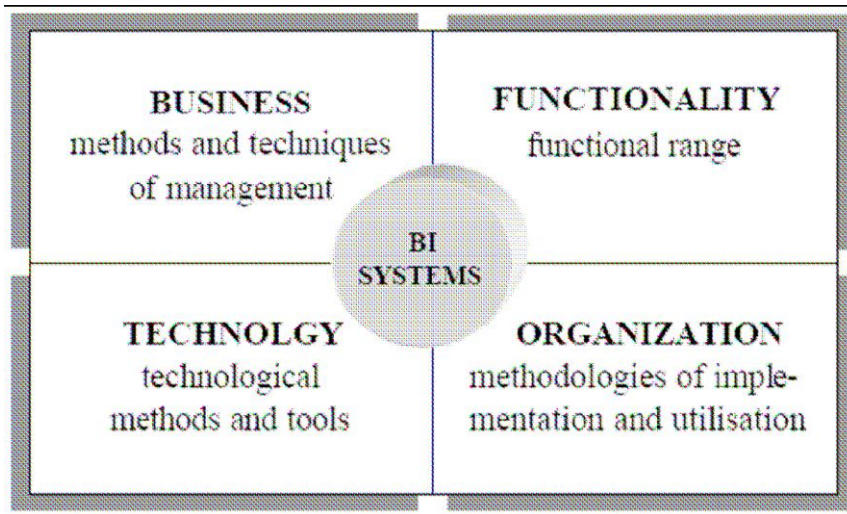 BUSINESS
methods and techniques
of management
FUNCTIONALITY
functional range
BI
SYSTEMS
TECHNOLGY
technological
methods and tools
ORGANIZATION
methodologies of imple-
mentation and utilisation